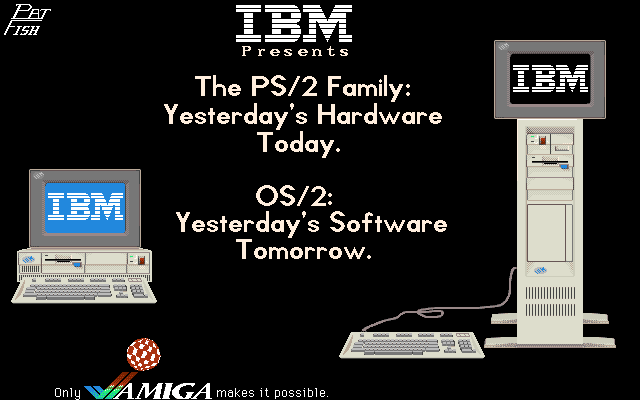 PET
FISH
IBM
Presents
The PS/2 Family:
Yesterday's Hardware
Today.
OS/2:
Yesterday's Software
Tomorrow.
IBM
IBM
Only AMIGA makes it possible.